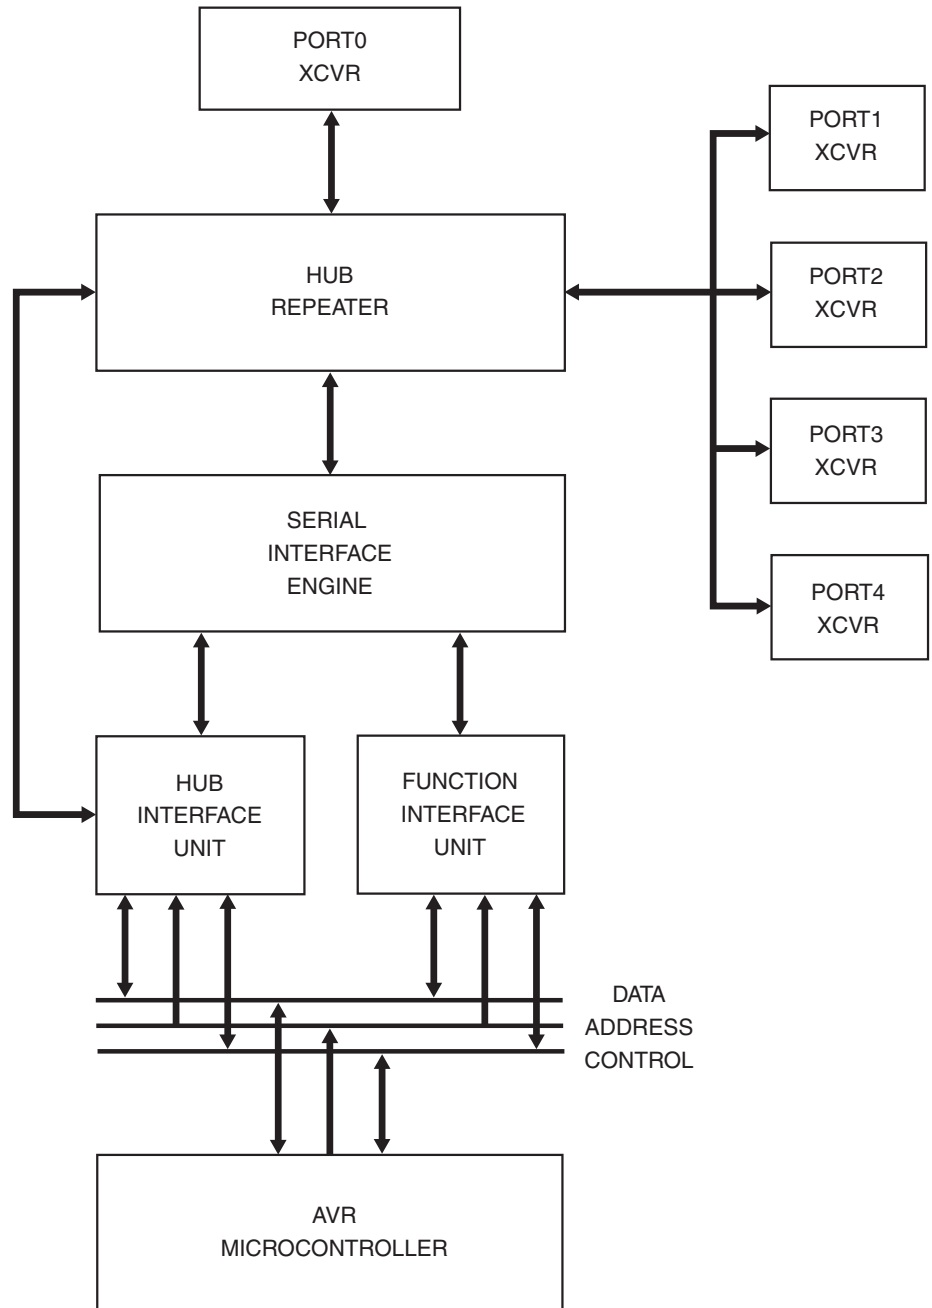 PORT0
XCVR
PORT1
XCVR
HUB
REPEATER
PORT2
XCVR
PORT3
XCVR
SERIAL
INTERFACE
ENGINE
PORT4
XCVR
HUB
INTERFACE
UNIT
FUNCTION
INTERFACE
UNIT
DATA
ADDRESS
CONTROL
AVR
MICROCONTROLLER